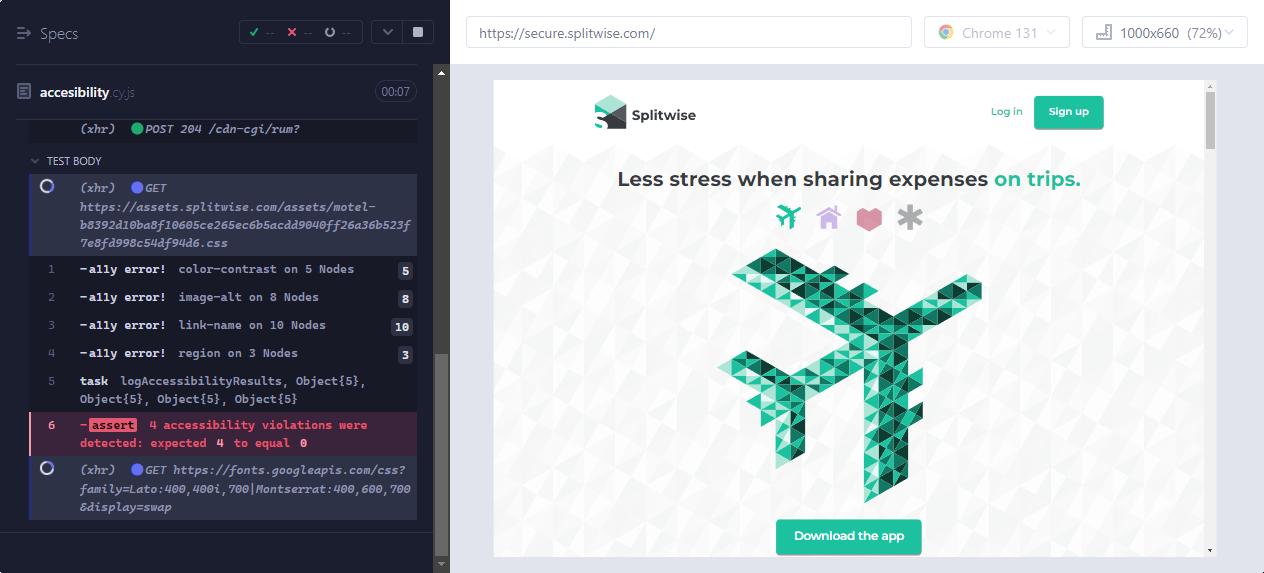 Specs
-- -- --
accesibility cy.js
00:07
(xhr) POST 204 /cdn-cgi/rum?
TEST BODY
(xhr) GET
https://assets.splitwise.com/assets/motel-
b8392d10ba8f10605ce265ec6b5acdd9040ff26a36b523f
7e8fd998c54df94d6.css
1 -a11y error! color-contrast on 5 Nodes 5
2 -a11y error! image-alt on 8 Nodes 8
3 -a11y error! link-name on 10 Nodes 10
4 -a11y error! region on 3 Nodes 3
5 task logAccessibilityResults, Object{5},
Object{5}, Object{5}, Object{5}
6 -assert 4 accessibility violations were
detected: expected 4 to equal 0
(xhr) GET https://fonts.googleapis.com/css?
family=Lato:400,400i,700|Montserrat:400,600,700
&display=swap
https://secure.splitwise.com/
Chrome 131
1000x660 (72%)
Splitwise
Log in
Sign up
Less stress when sharing expenses on trips.
Download the app